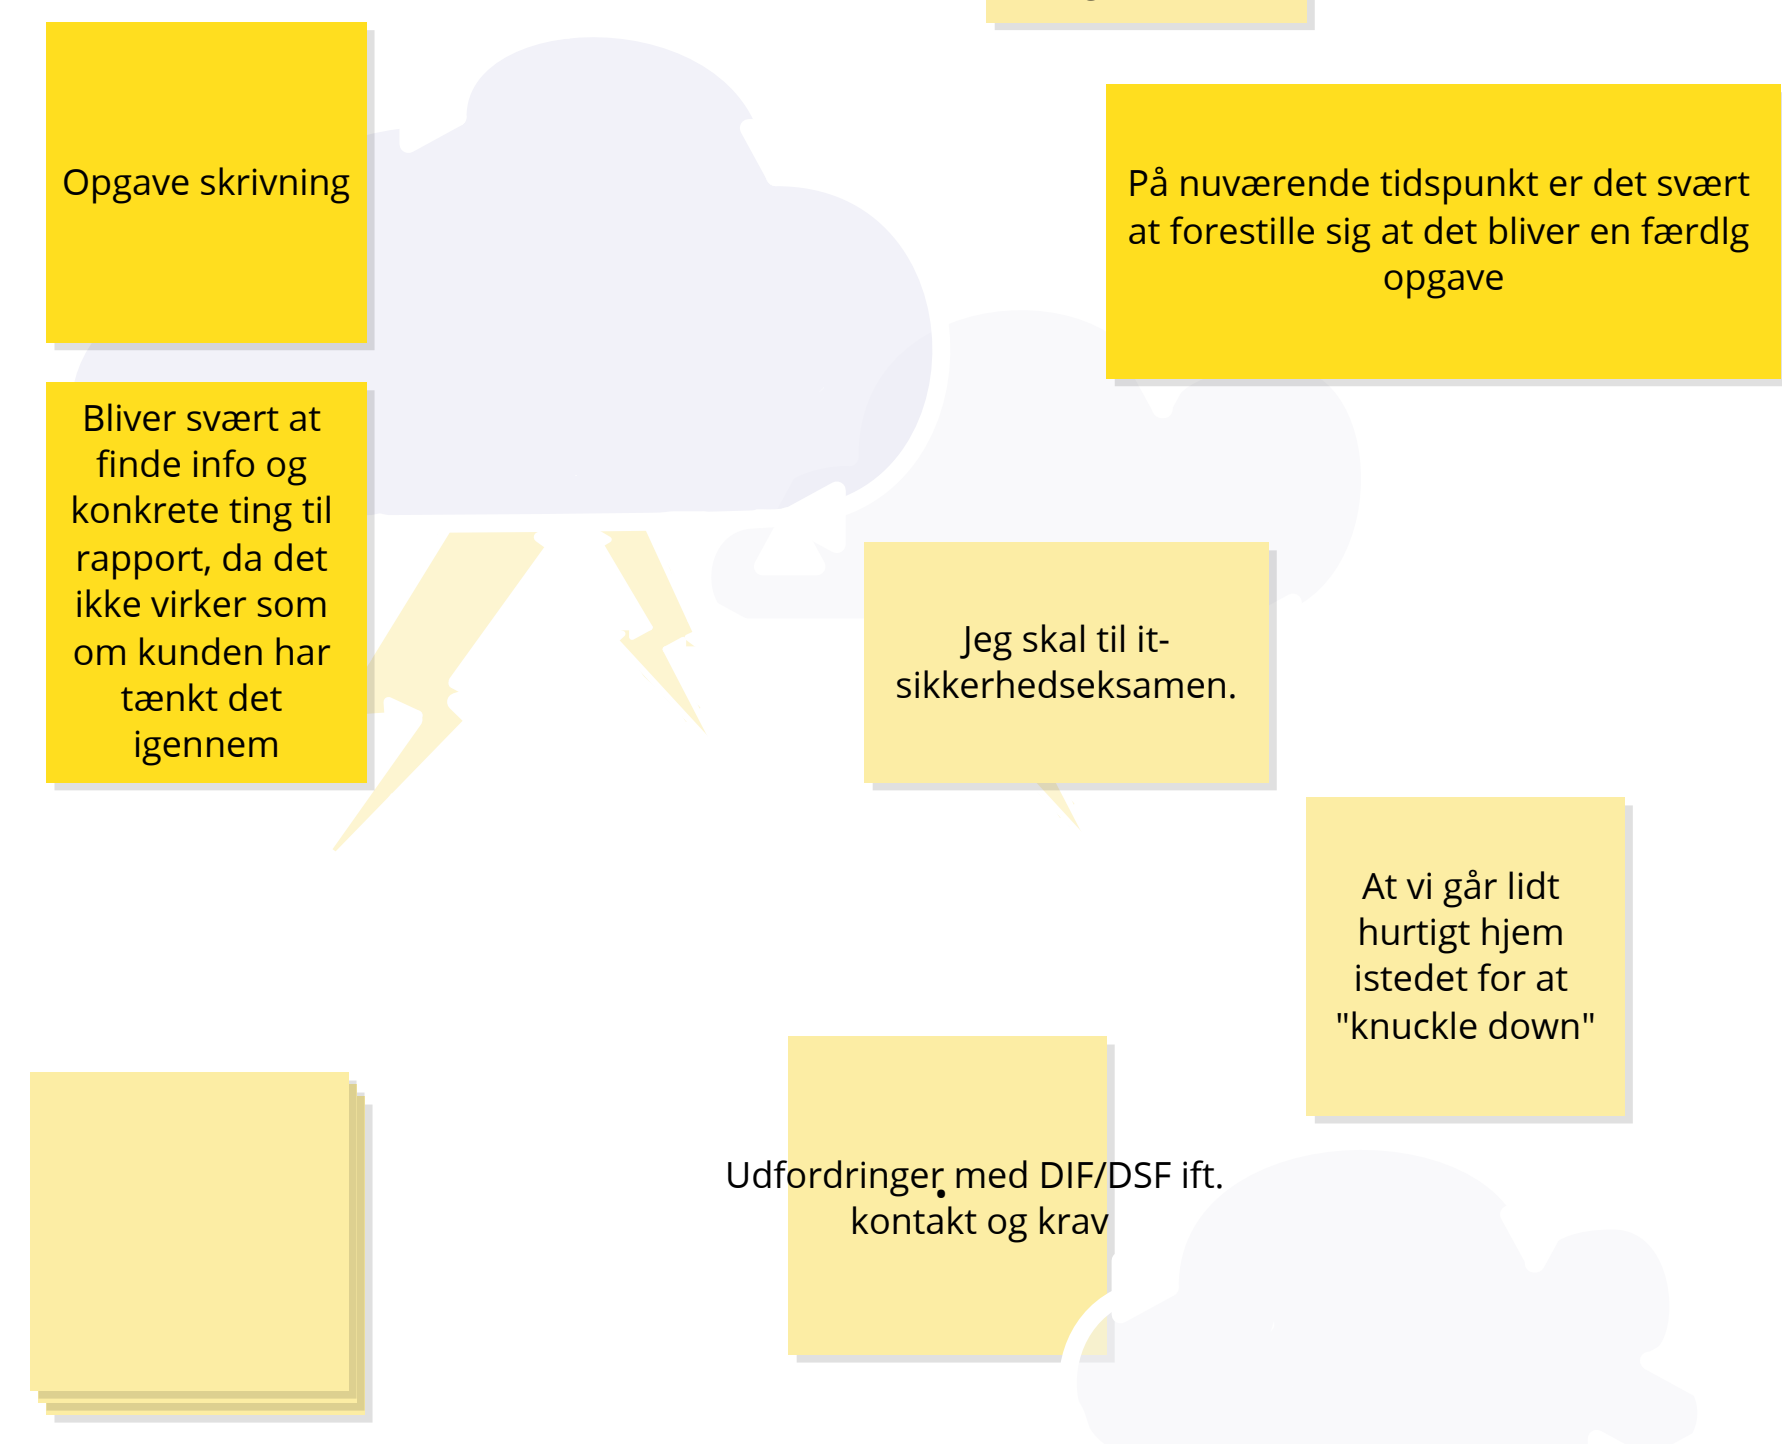 Opgave skrivning
På nuværende tidspunkt er det svært
at forestille sig at det bliver en færdlg
opgave
Bliver svært at
finde info og
konkrete ting til
rapport, da det
ikke virker som
om kunden har
tænkt det
igennem
Jeg skal til it-
sikkerhedseksamen.
At vi går lidt
hurtigt hjem
istedet for at
"knuckle down"
Udfordringer med DIF/DSF ift.
kontakt og krav